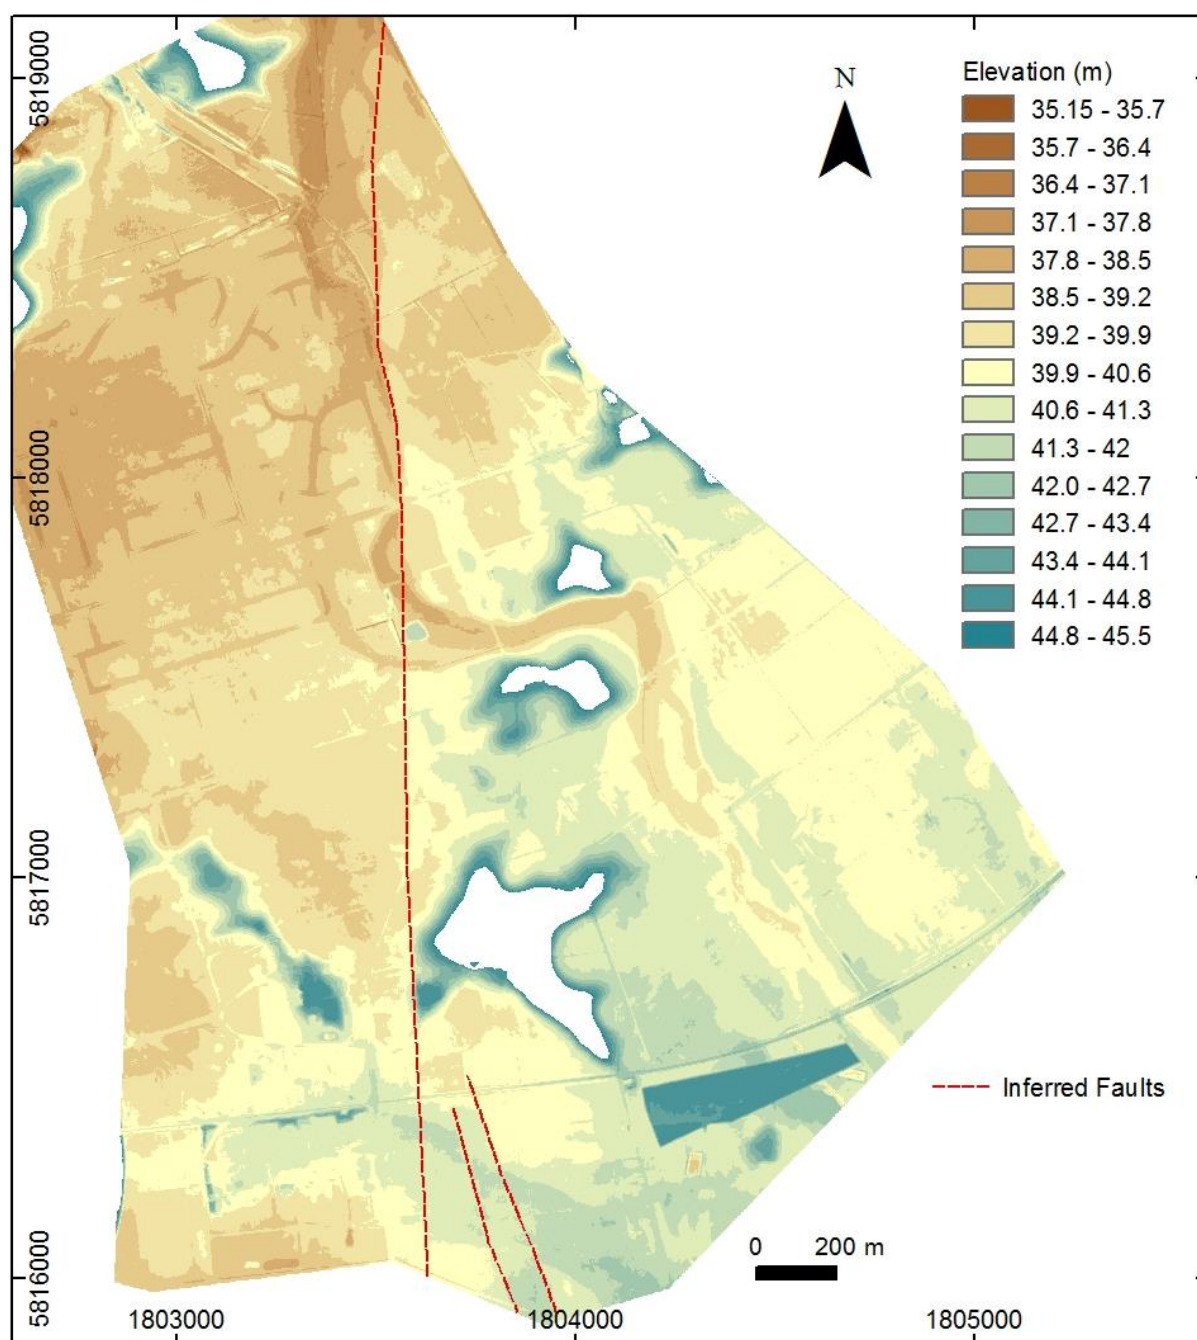 Elevation (m)
35.15 - 35.7
35.7 - 36.4
36.4 - 37.1
37.1 - 37.8
37.8 - 38.5
38.5 - 39.2
39.2 - 39.9
39.9 - 40.6
40.6 - 41.3
41.3 - 42
42.0 - 42.7
42.7 - 43.4
43.4 - 44.1
44.1 - 44.8
44.8 - 45.5
N
5819000
5818000
5817000
5816000
Inferred Faults
0 200 m
1803000 1804000 1805000